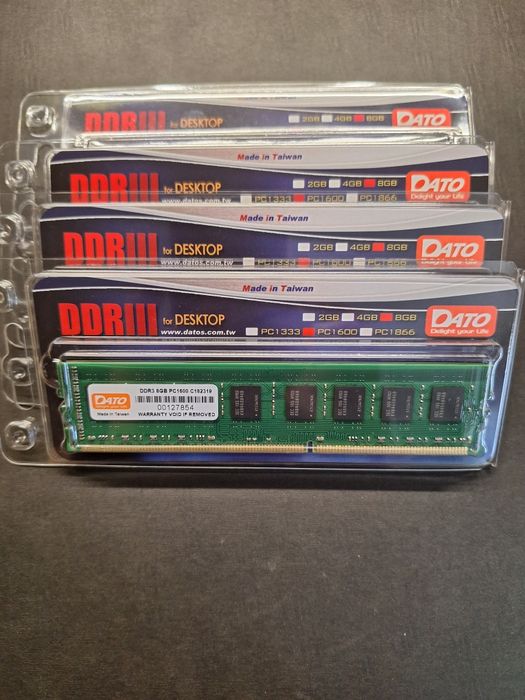 DDRIII for DESKTOP 2GB 4GB 8GB DATO
Made in Taiwan
DDRIII for DESKTOP 2GB 4GB 8GB DATO
www.datos.com.tw PC1333 PC1600 PC1866 Delight your Life
Made in Taiwan
DDRIII for DESKTOP 2GB 4GB 8GB DATO
www.datos.com.tw PC1333 PC1600 PC1866 Delight your Life
Made in Taiwan
DDRIII for DESKTOP 2GB 4GB 8GB DATO
www.datos.com.tw PC1333 PC1600 PC1866 Delight your Life
DATO DDR3 8GB PC1600 C182319
Delight your Life
00127854
Made in Taiwan WARRANTY VOID IF REMOVED